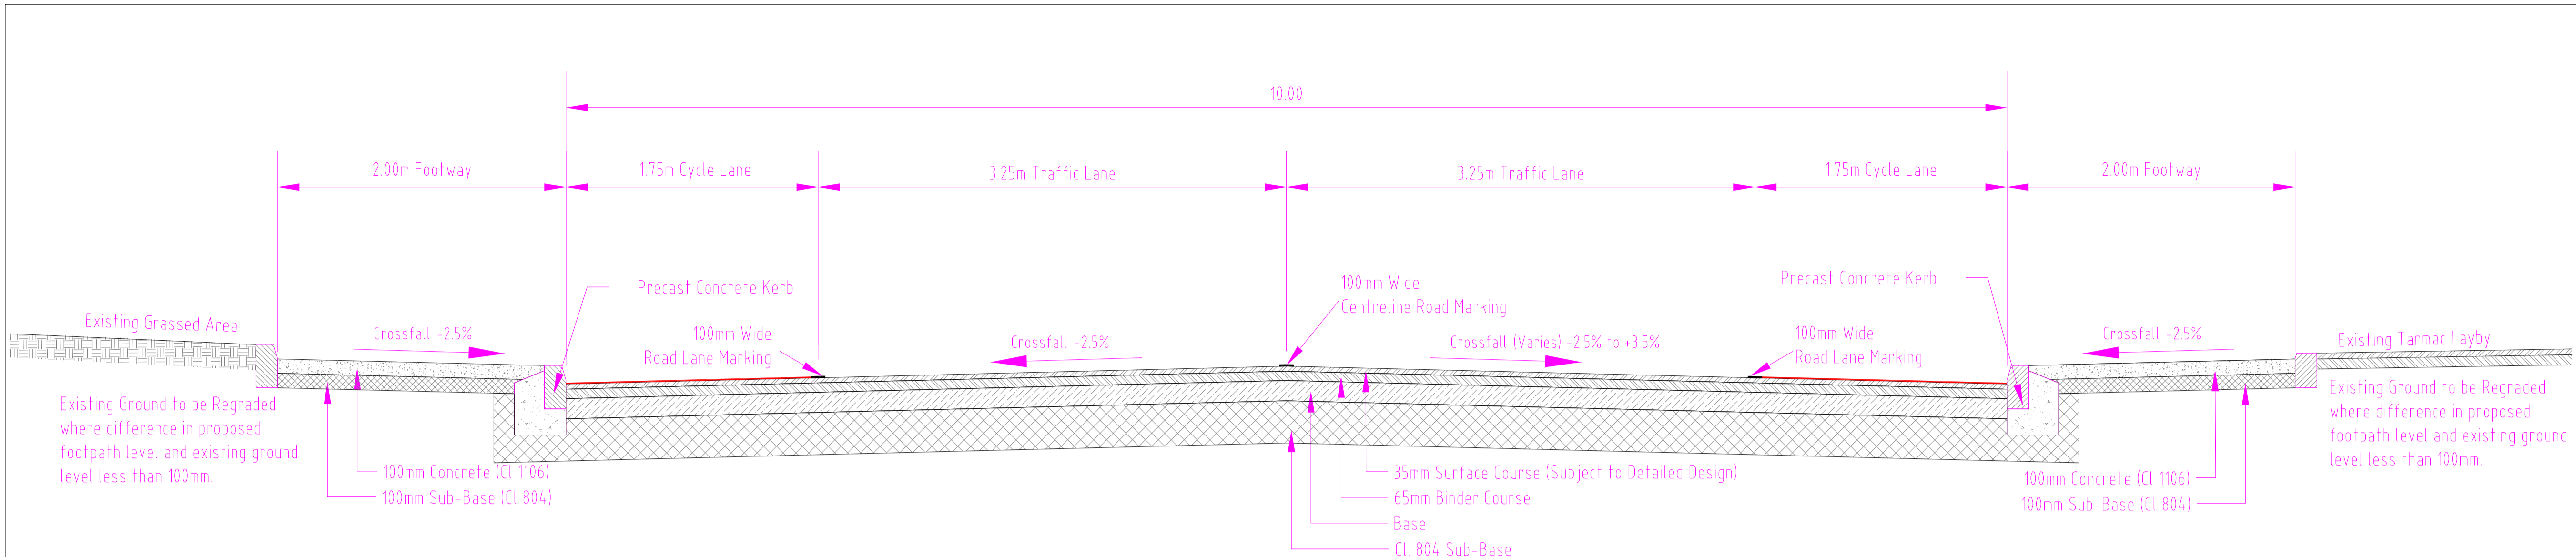 10.00
2.00m Footway
1.75m Cycle Lane
3.25m Traffic Lane
3.25m Traffic Lane
1.75m Cycle Lane
2.00m Footway
Existing Grassed Area
Crossfall -2.5%
Precast Concrete Kerb
100mm Wide
Road Lane Marking
Crossfall -2.5%
100mm Wide
Centreline Road Marking
Crossfall (Varies) -2.5% to +3.5%
100mm Wide
Road Lane Marking
Precast Concrete Kerb
Crossfall -2.5%
Existing Tarmac Layby
Existing Ground to be Regraded
where difference in proposed
footpath level and existing ground
level less than 100mm.
100mm Concrete (Cl 1106)
100mm Sub-Base (Cl 804)
35mm Surface Course (Subject to Detailed Design)
65mm Binder Course
Base
Cl. 804 Sub-Base
100mm Concrete (Cl 1106)
100mm Sub-Base (Cl 804)
Existing Ground to be Regraded
where difference in proposed
footpath level and existing ground
level less than 100mm.